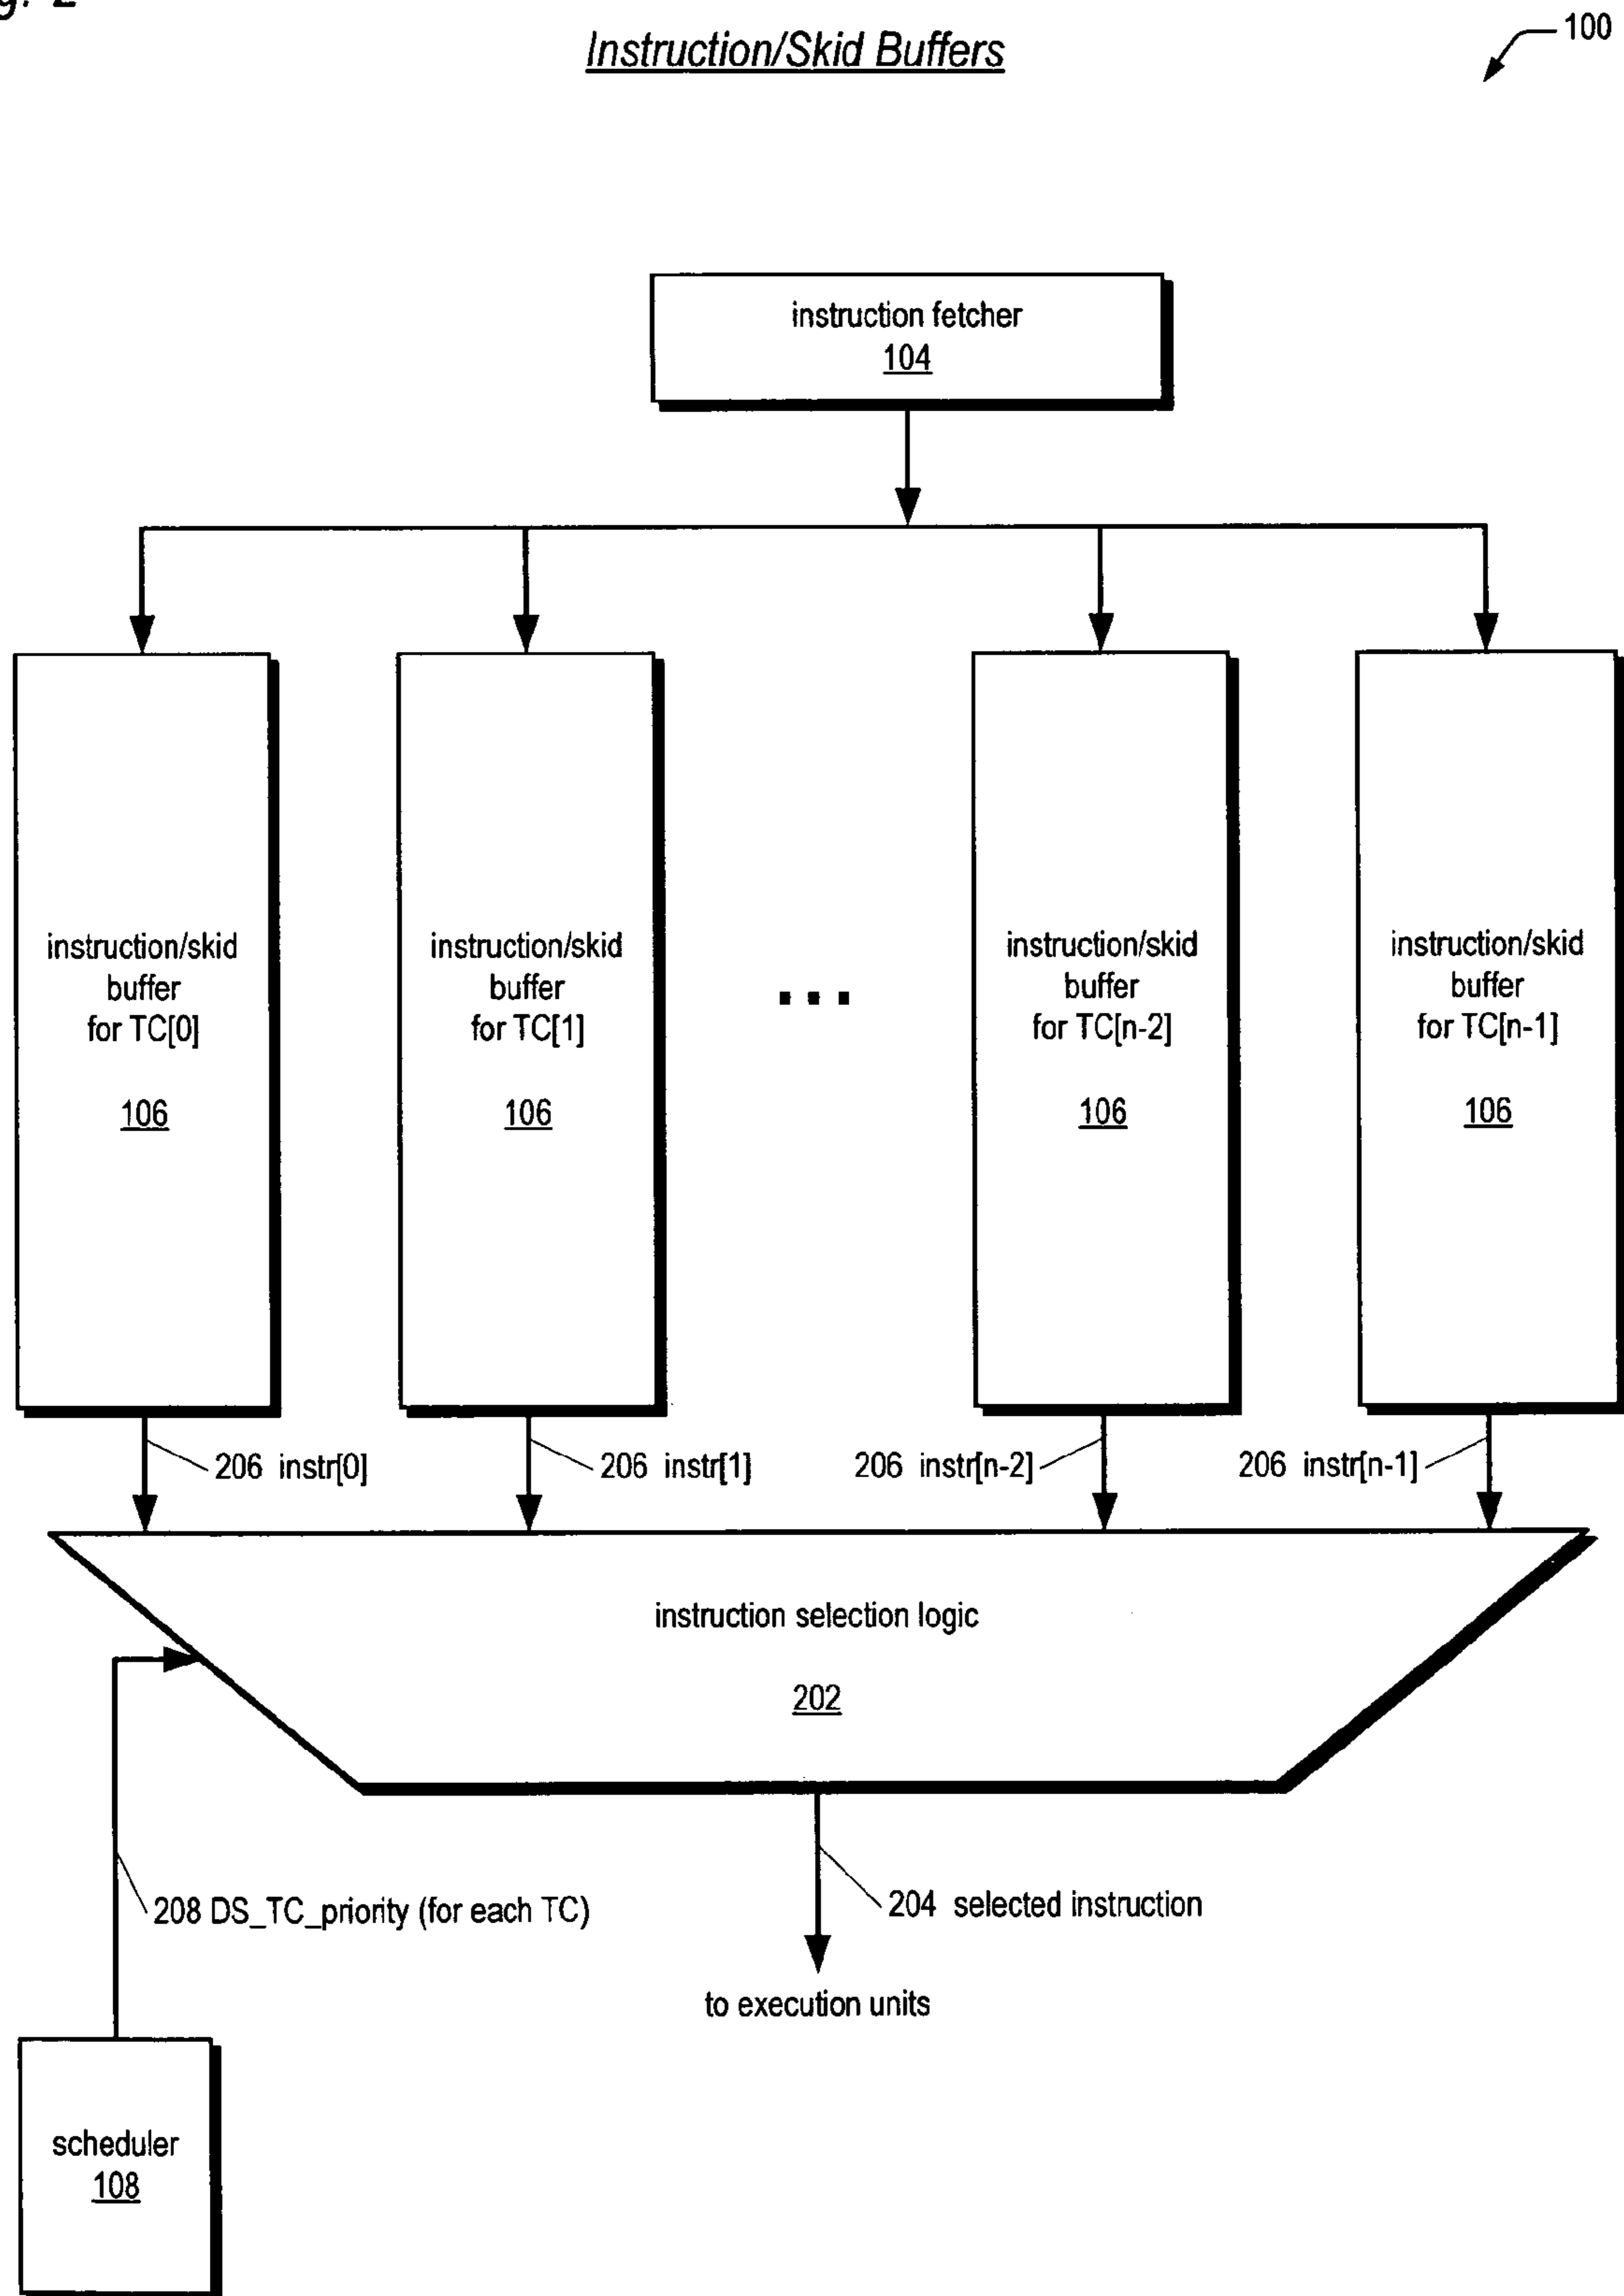 Instruction/Skid Buffers
100
instruction fetcher
104
instruction/skid
buffer
for TC[0]
106
instruction/skid
buffer
for TC[1]
106
...
instruction/skid
buffer
for TC[n-2]
106
instruction/skid
buffer
for TC[n-1]
106
206 instr[0]
206 instr[1]
206 instr[n-2]
206 instr[n-1]
instruction selection logic
202
208 DS_TC_priority (for each TC)
204 selected instruction
to execution units
scheduler
108